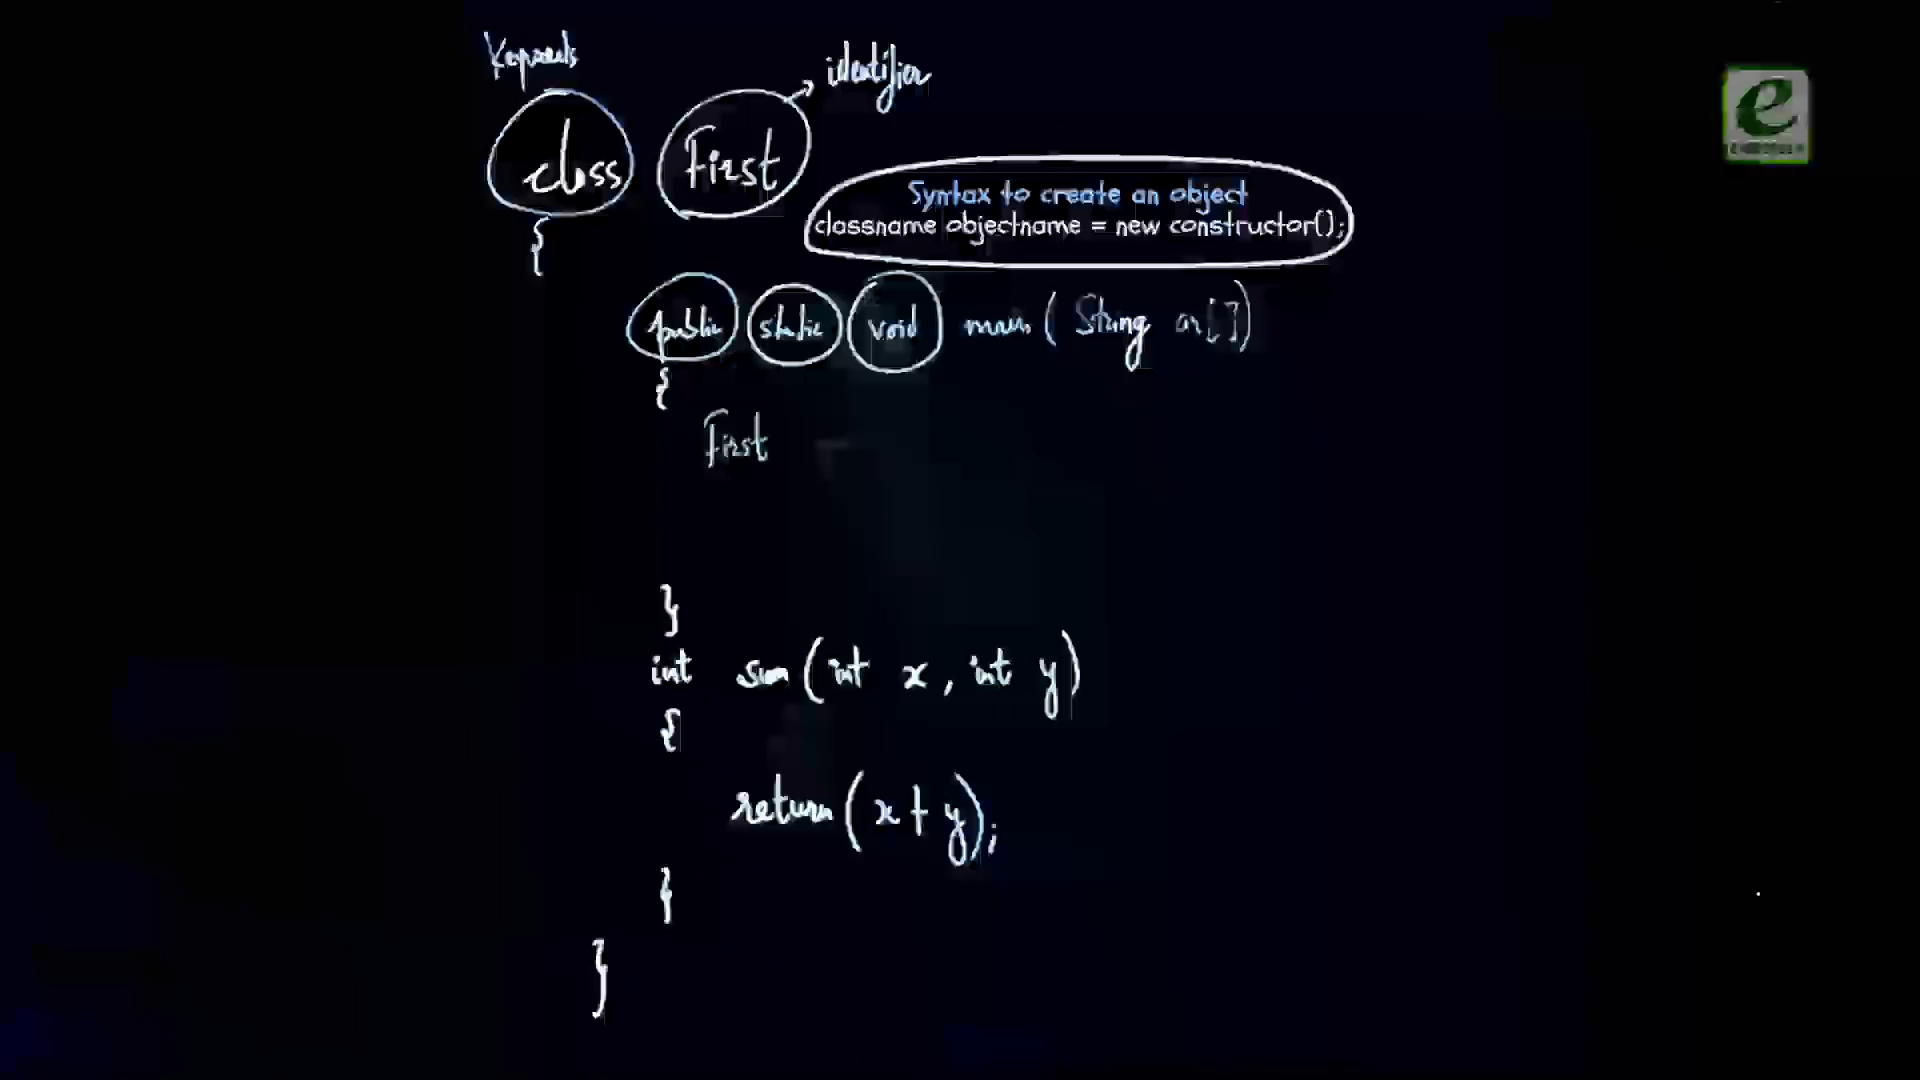 Keywords
identifier
class First
{
Syntax to create an object
classname objectname = new constructor();
public static void main ( String ar[ ])
{
First
}
int sum (int x, int y)
{
return (x + y);
}
}